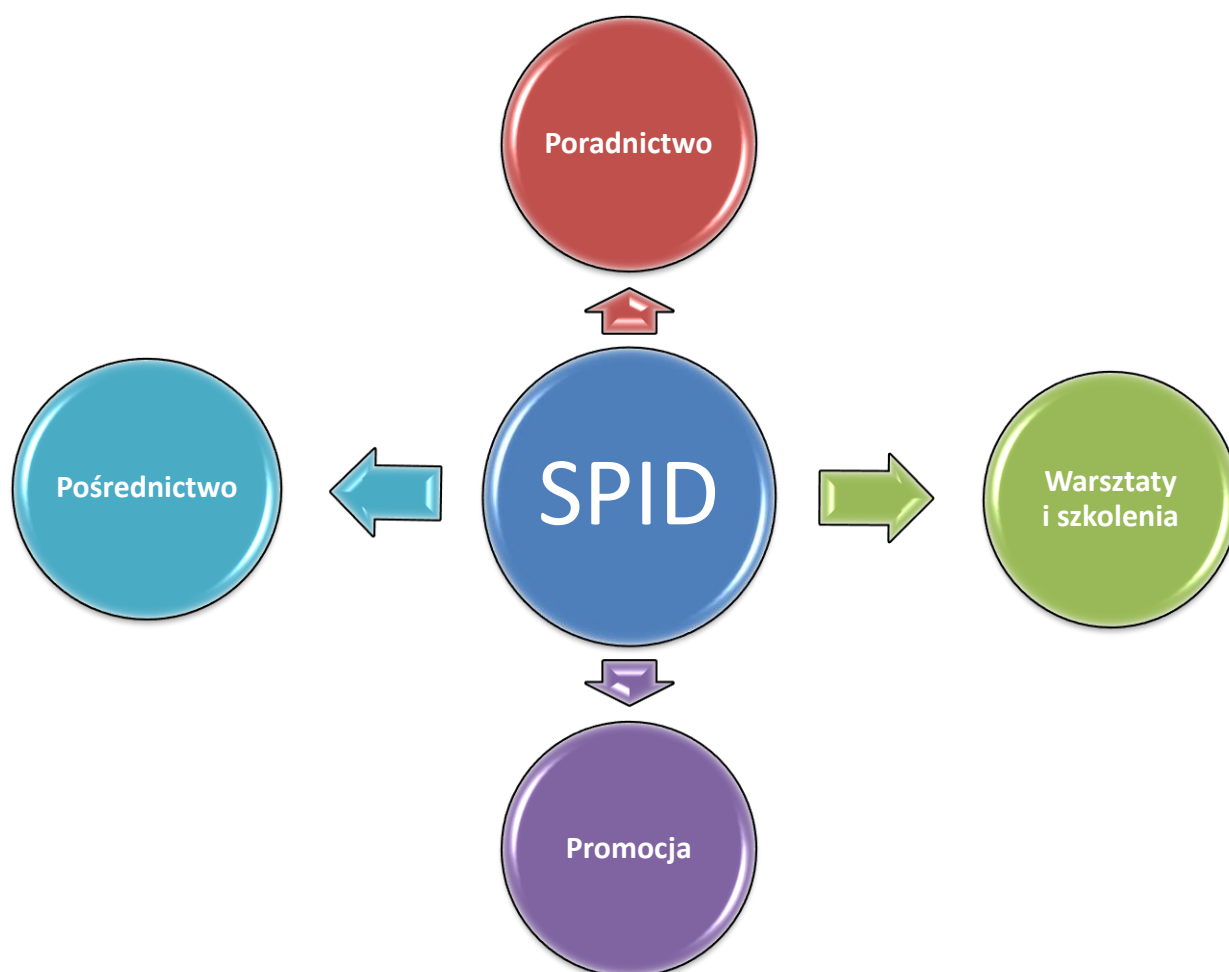 Poradnictwo
Pośrednictwo
SPID
Warsztaty
i szkolenia
Promocja